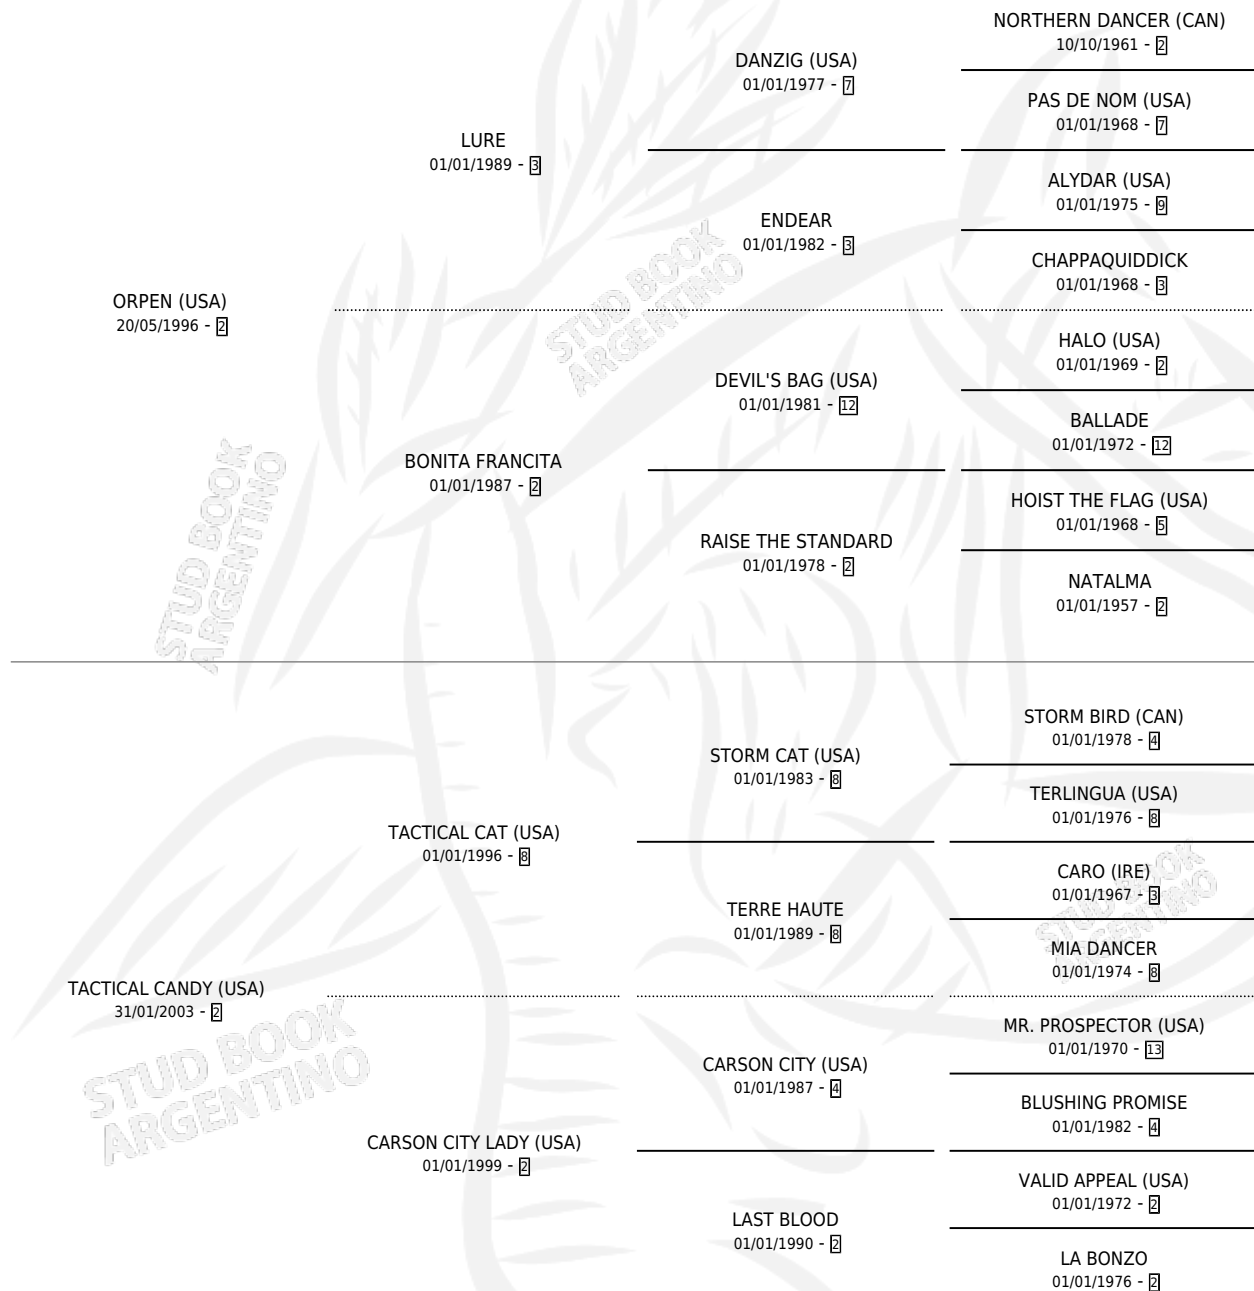 NORTHERN DANCER (CAN)
10/10/1961 - 2
DANZIG (USA)
01/01/1977 - 7
PAS DE NOM (USA)
01/01/1968 - 7
LURE
01/01/1989 - 3
ALYDAR (USA)
01/01/1975 - 9
ENDEAR
01/01/1982 - 3
CHAPPAQUIDDICK
01/01/1968 - 3
ORPEN (USA)
20/05/1996 - 2
HALO (USA)
01/01/1969 - 2
DEVIL'S BAG (USA)
01/01/1981 - 12
BALLADE
01/01/1972 - 12
BONITA FRANCITA
01/01/1987 - 2
HOIST THE FLAG (USA)
01/01/1968 - 5
RAISE THE STANDARD
01/01/1978 - 2
NATALMA
01/01/1957 - 2
STORM BIRD (CAN)
01/01/1978 - 4
STORM CAT (USA)
01/01/1983 - 8
TERLINGUA (USA)
01/01/1976 - 8
TACTICAL CAT (USA)
01/01/1996 - 8
CARO (IRE)
01/01/1967 - 3
TERRE HAUTE
01/01/1989 - 8
MIA DANCER
01/01/1974 - 8
TACTICAL CANDY (USA)
31/01/2003 - 2
MR. PROSPECTOR (USA)
01/01/1970 - 13
CARSON CITY (USA)
01/01/1987 - 4
BLUSHING PROMISE
01/01/1982 - 4
CARSON CITY LADY (USA)
01/01/1999 - 2
VALID APPEAL (USA)
01/01/1972 - 2
LAST BLOOD
01/01/1990 - 2
LA BONZO
01/01/1976 - 2
STUD BOOK
ARGENTINO
STUD BOOK
ARGENTINO
STUD BOOK
ARGENTINO
STUD BOOK
ARGENTINO